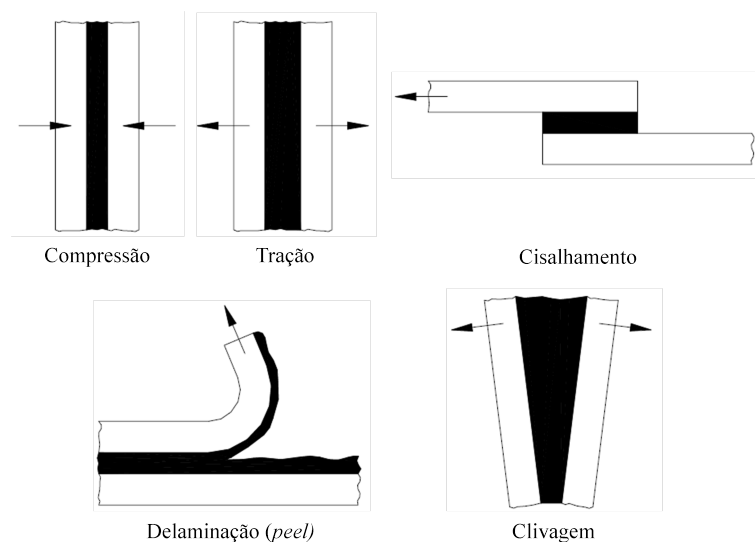 Compressão
Tração
Cisalhamento
Delaminação (peel)
Clivagem